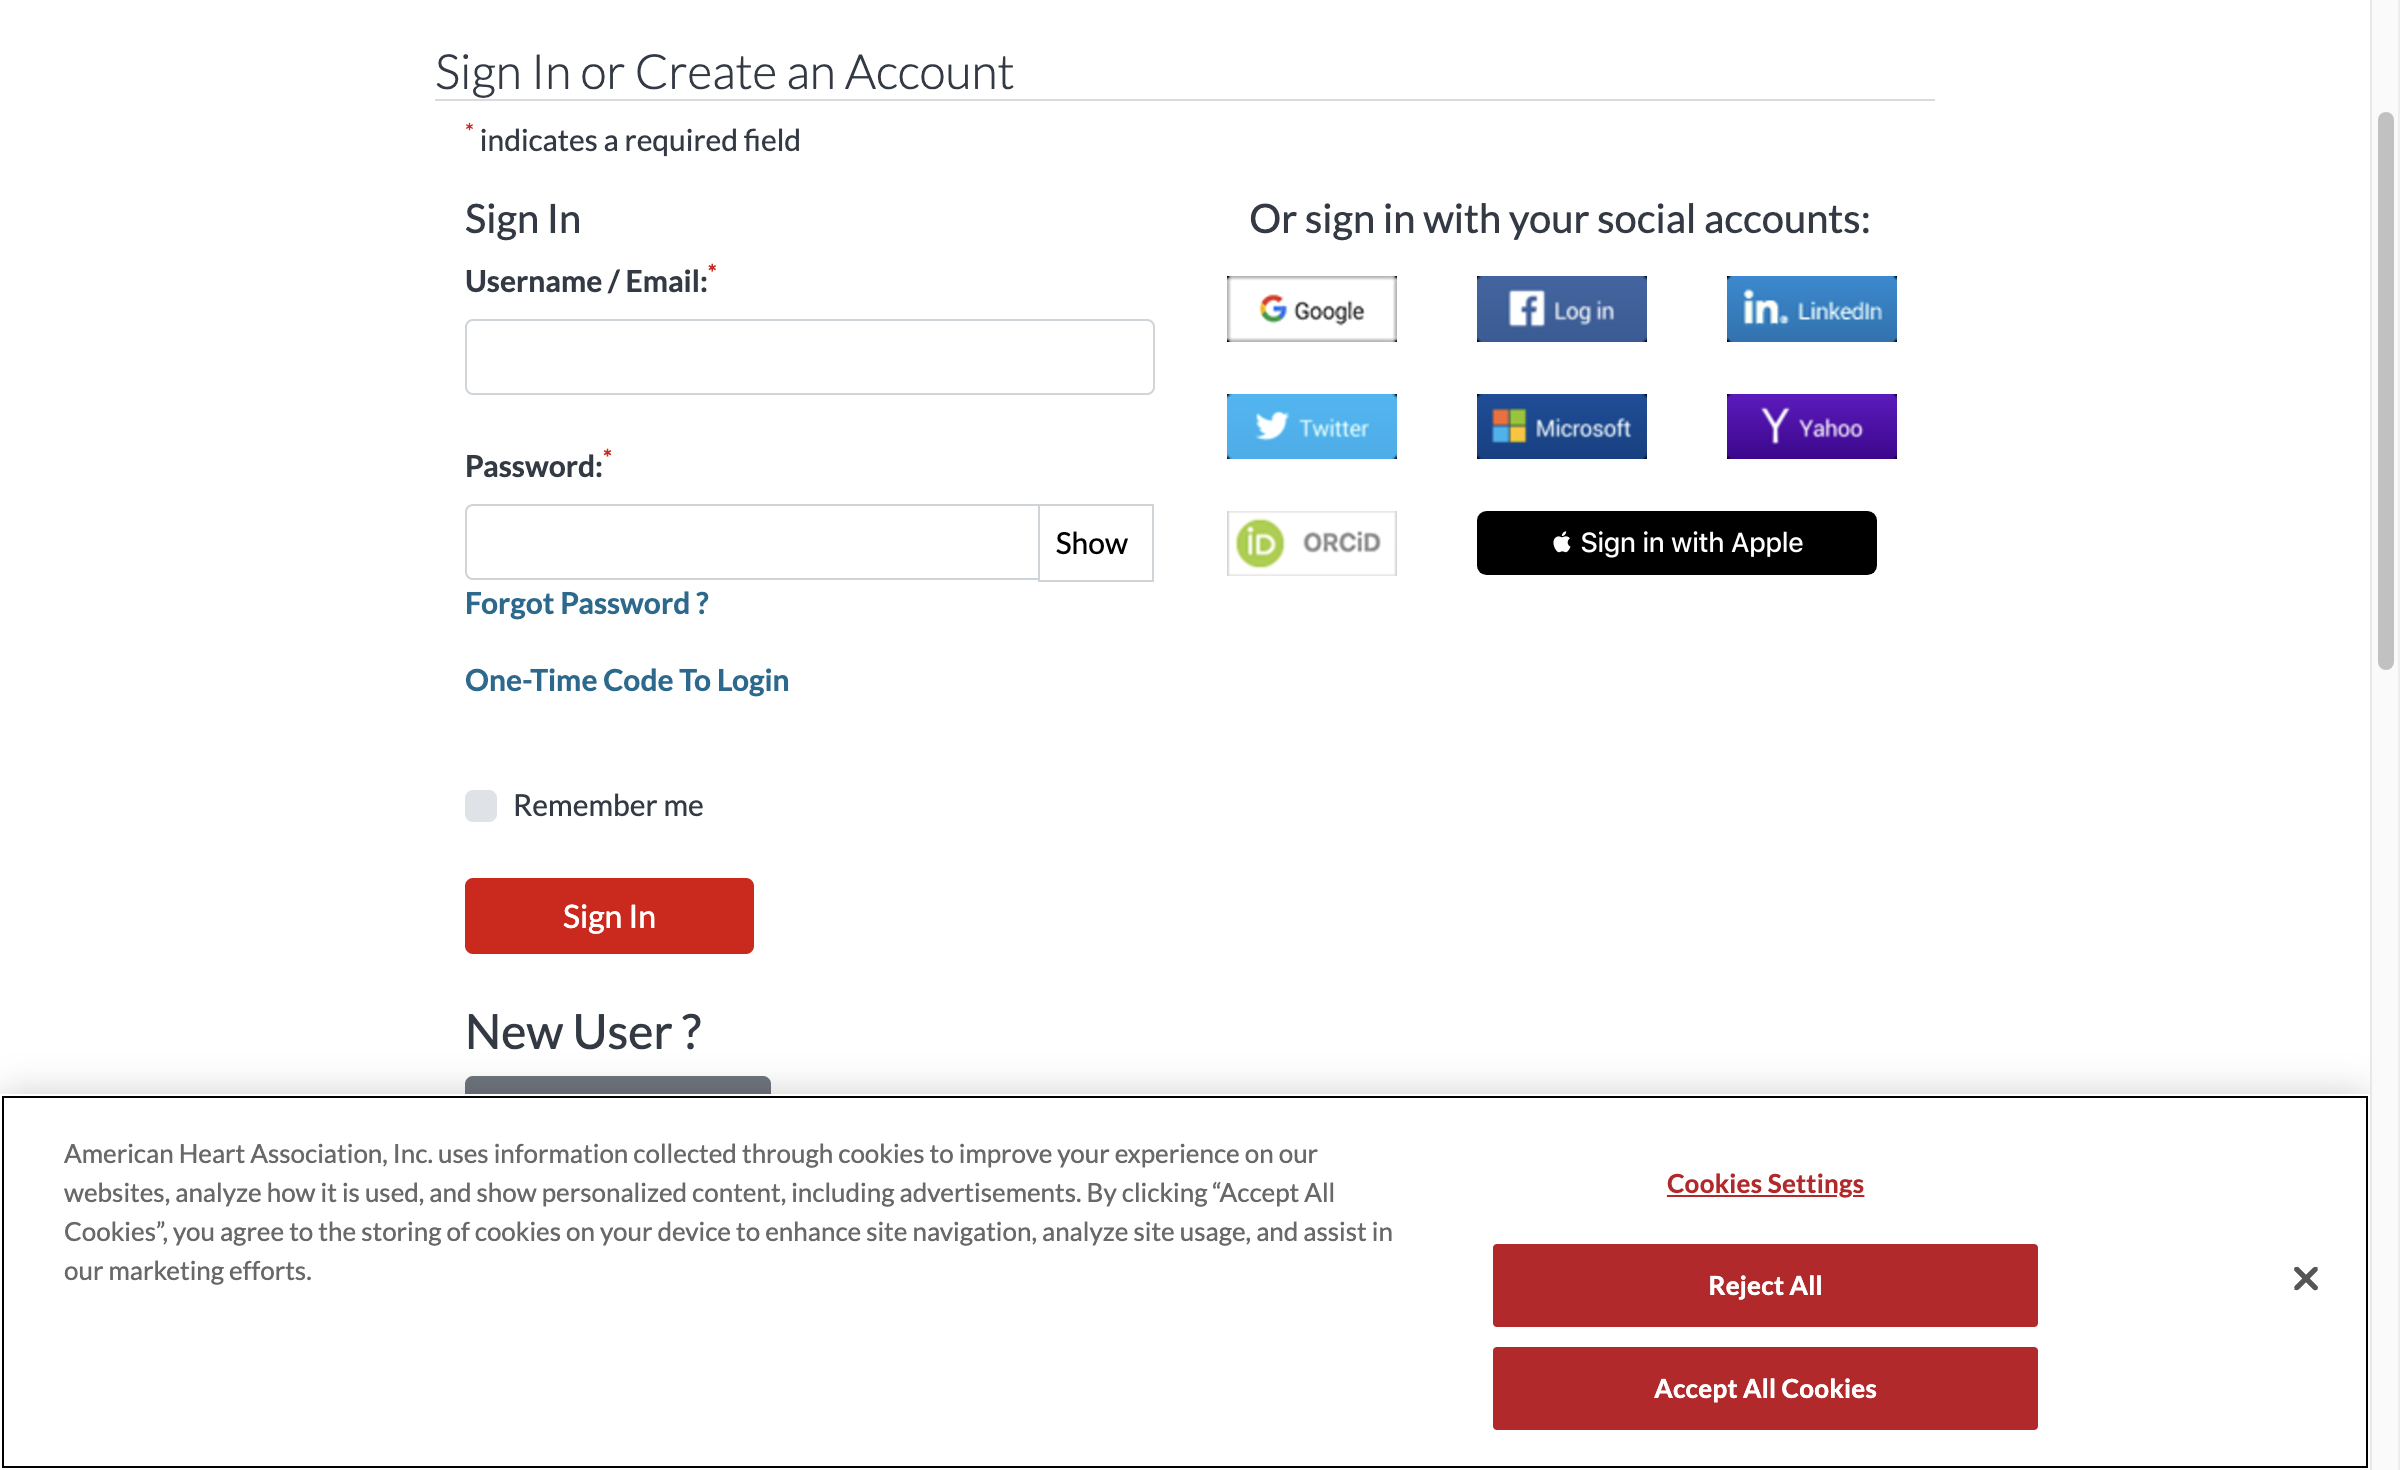 Sign In or Create an Account
* indicates a required field
Sign In
Username / Email:*
Password:*
Show
Forgot Password ?
One-Time Code To Login
Remember me
Sign In
New User ?
Or sign in with your social accounts:
Google
Log in
in. LinkedIn
Twitter
Microsoft
Y Yahoo
iD ORCiD
Sign in with Apple
American Heart Association, Inc. uses information collected through cookies to improve your experience on our
websites, analyze how it is used, and show personalized content, including advertisements. By clicking “Accept All
Cookies”, you agree to the storing of cookies on your device to enhance site navigation, analyze site usage, and assist in
our marketing efforts.
Cookies Settings
Reject All
Accept All Cookies